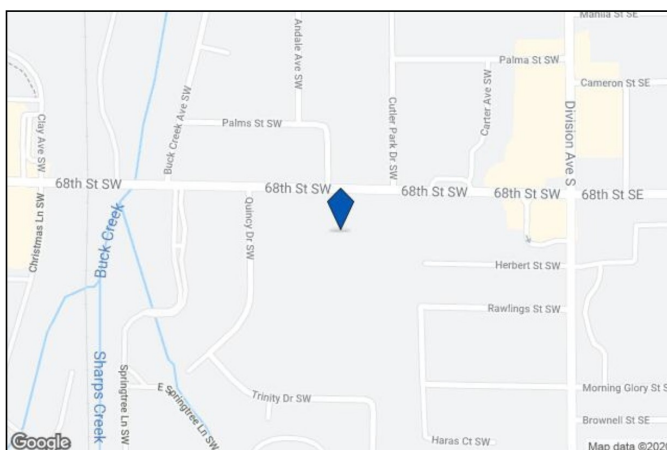 Manila St SE
Andale Ave SW
Palma St SW
Cameron St SE
Clay Ave SW
Buck Creek Ave SW
Palms St SW
Cutler Park Dr SW
Carter Ave SW
Division Ave S
68th St SW
68th St SW
68th St SW
68th St SW
68th St SE
Christmas Ln SW
Buck Creek
Quincy Dr SW
Herbert St SW
Rawlings St SW
Sharps Creek
Springtree Ln SW
E Springtree Ln SW
Trinity Dr SW
Morning Glory St S
Brownell St SE
Haras Ct SW
Google
Map data ©2020